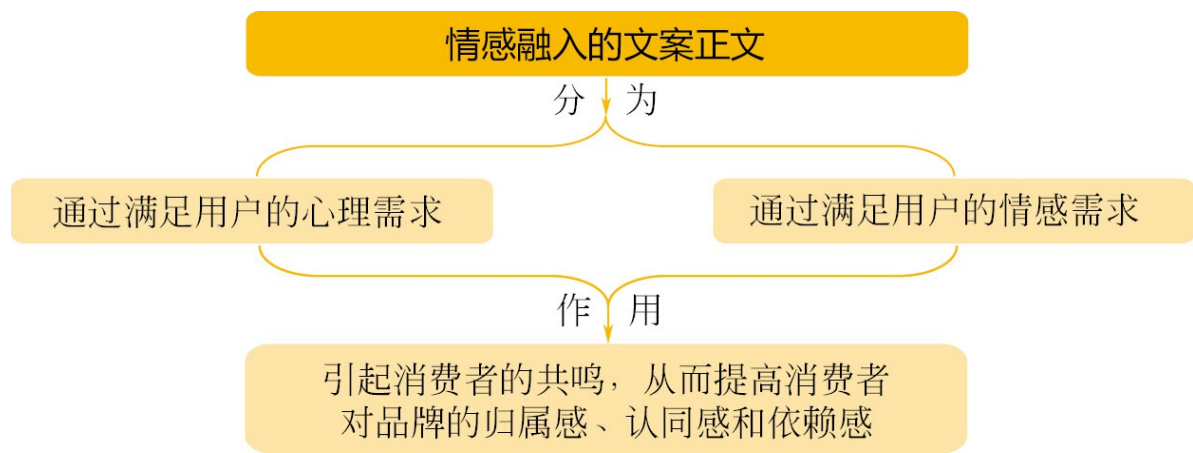 情感融入的文案正文
分 为
通过满足用户的心理需求
通过满足用户的情感需求
作 用
引起消费者的共鸣，从而提高消费者
对品牌的归属感、认同感和依赖感